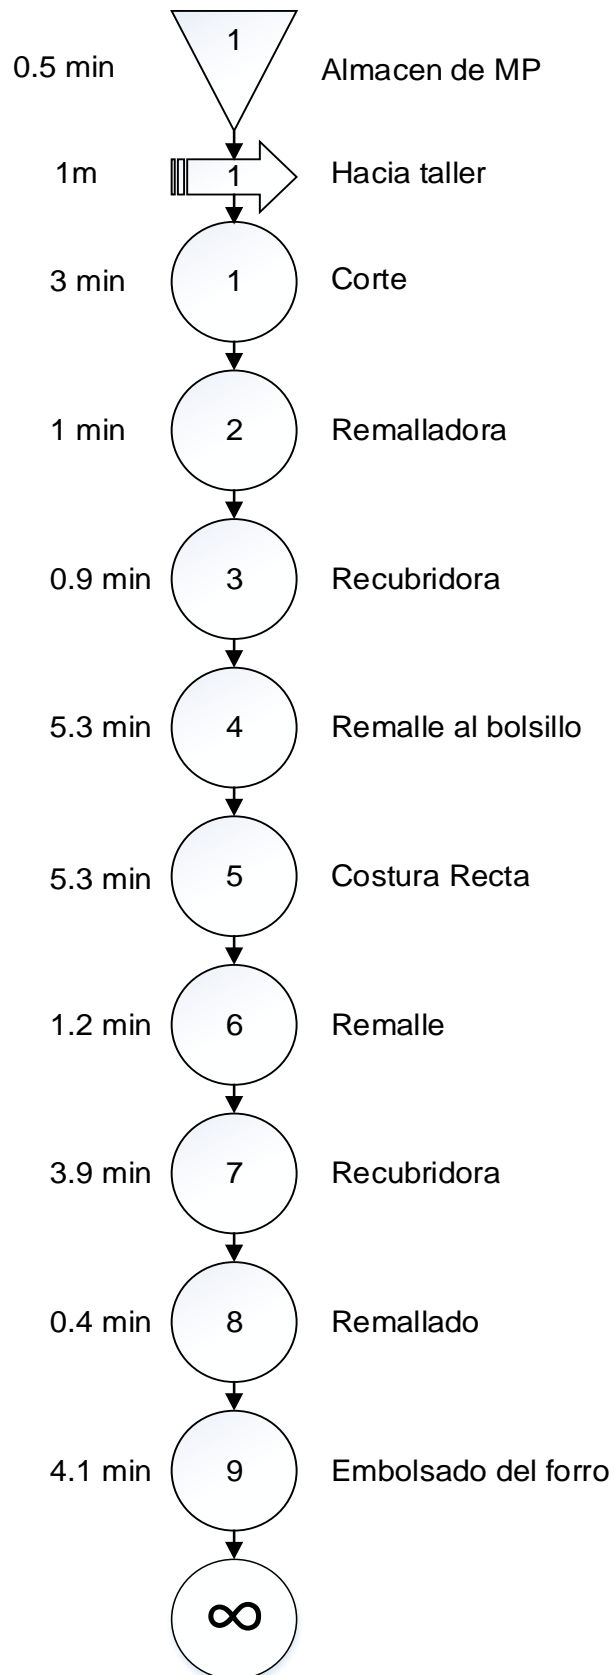 0.5 min 1 Almacen de MP
1m 1 Hacia taller
3 min 1 Corte
1 min 2 Remalladora
0.9 min 3 Recubridora
5.3 min 4 Remalle al bolsillo
5.3 min 5 Costura Recta
1.2 min 6 Remalle
3.9 min 7 Recubridora
0.4 min 8 Remallado
4.1 min 9 Embolsado del forro
∞